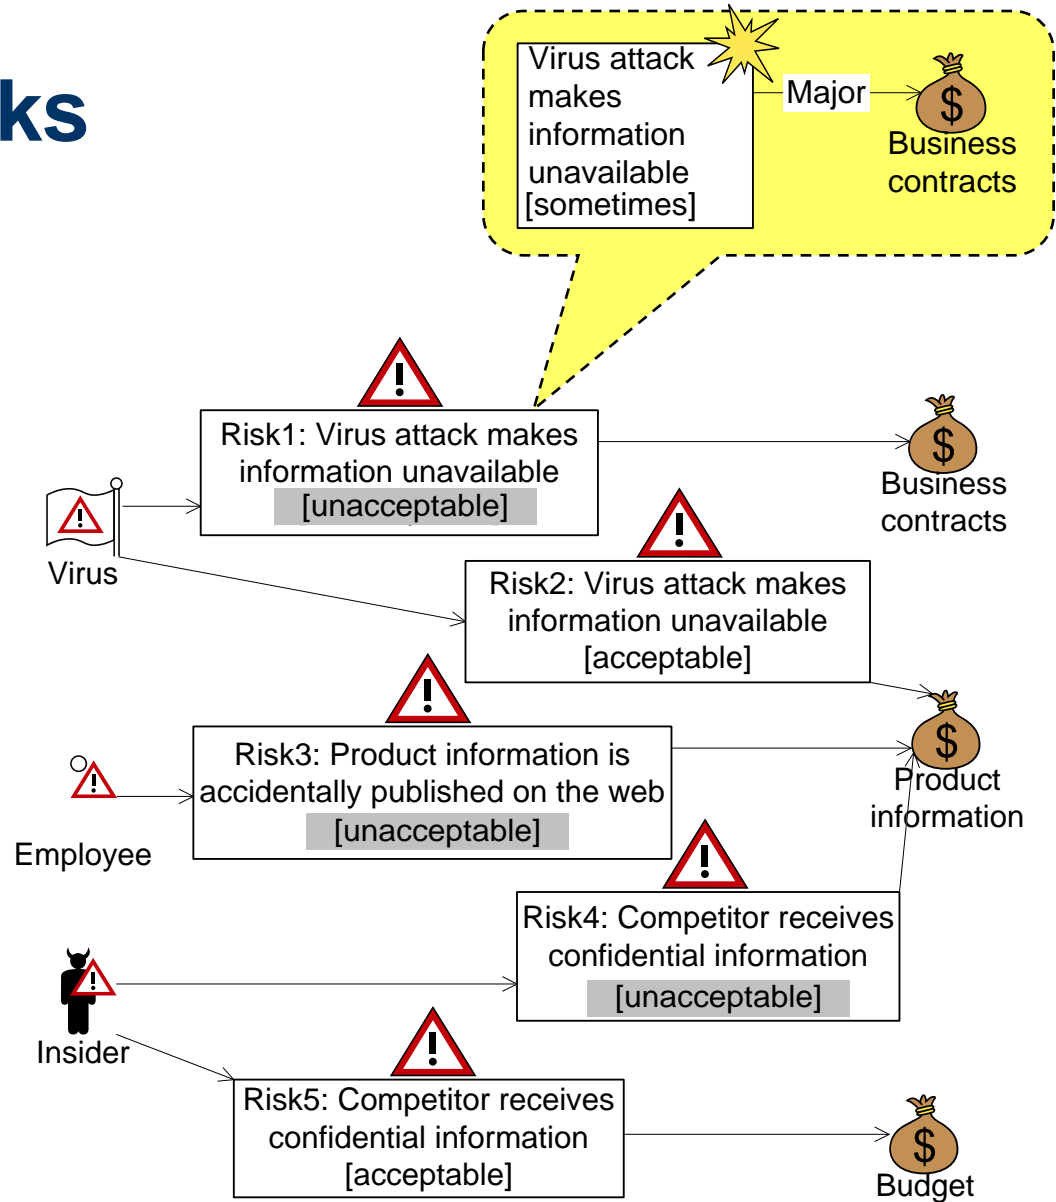 ks
Virus attack
makes
information
unavailable
[sometimes]
Major
$
Business
contracts
Risk1: Virus attack makes
information unavailable
[unacceptable]
$
Business
contracts
Virus
Risk2: Virus attack makes
information unavailable
[acceptable]
Risk3: Product information is
accidentally published on the web
[unacceptable]
$
Product
information
Employee
Risk4: Competitor receives
confidential information
[unacceptable]
Insider
Risk5: Competitor receives
confidential information
[acceptable]
$
Budget